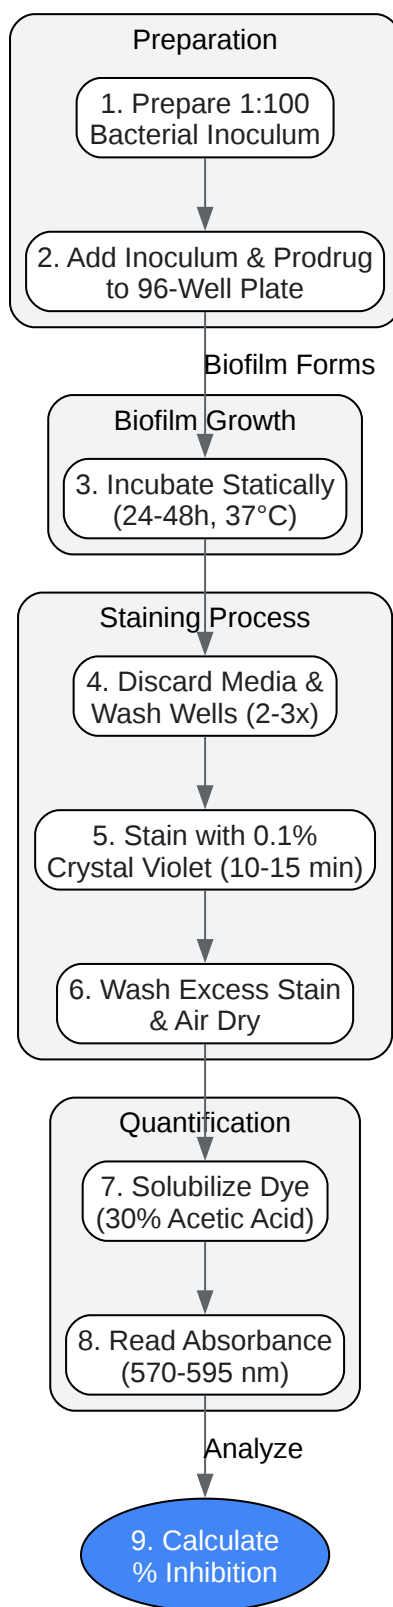 Preparation
1. Prepare 1:100
Bacterial Inoculum
2. Add Inoculum & Prodrug
to 96-Well Plate
Biofilm Forms
Biofilm Growth
3. Incubate Statically
(24-48h, 37°C)
Staining Process
4. Discard Media &
Wash Wells (2-3x)
5. Stain with 0.1%
Crystal Violet (10-15 min)
6. Wash Excess Stain
& Air Dry
Quantification
7. Solubilize Dye
(30% Acetic Acid)
8. Read Absorbance
(570-595 nm)
Analyze
9. Calculate
% Inhibition